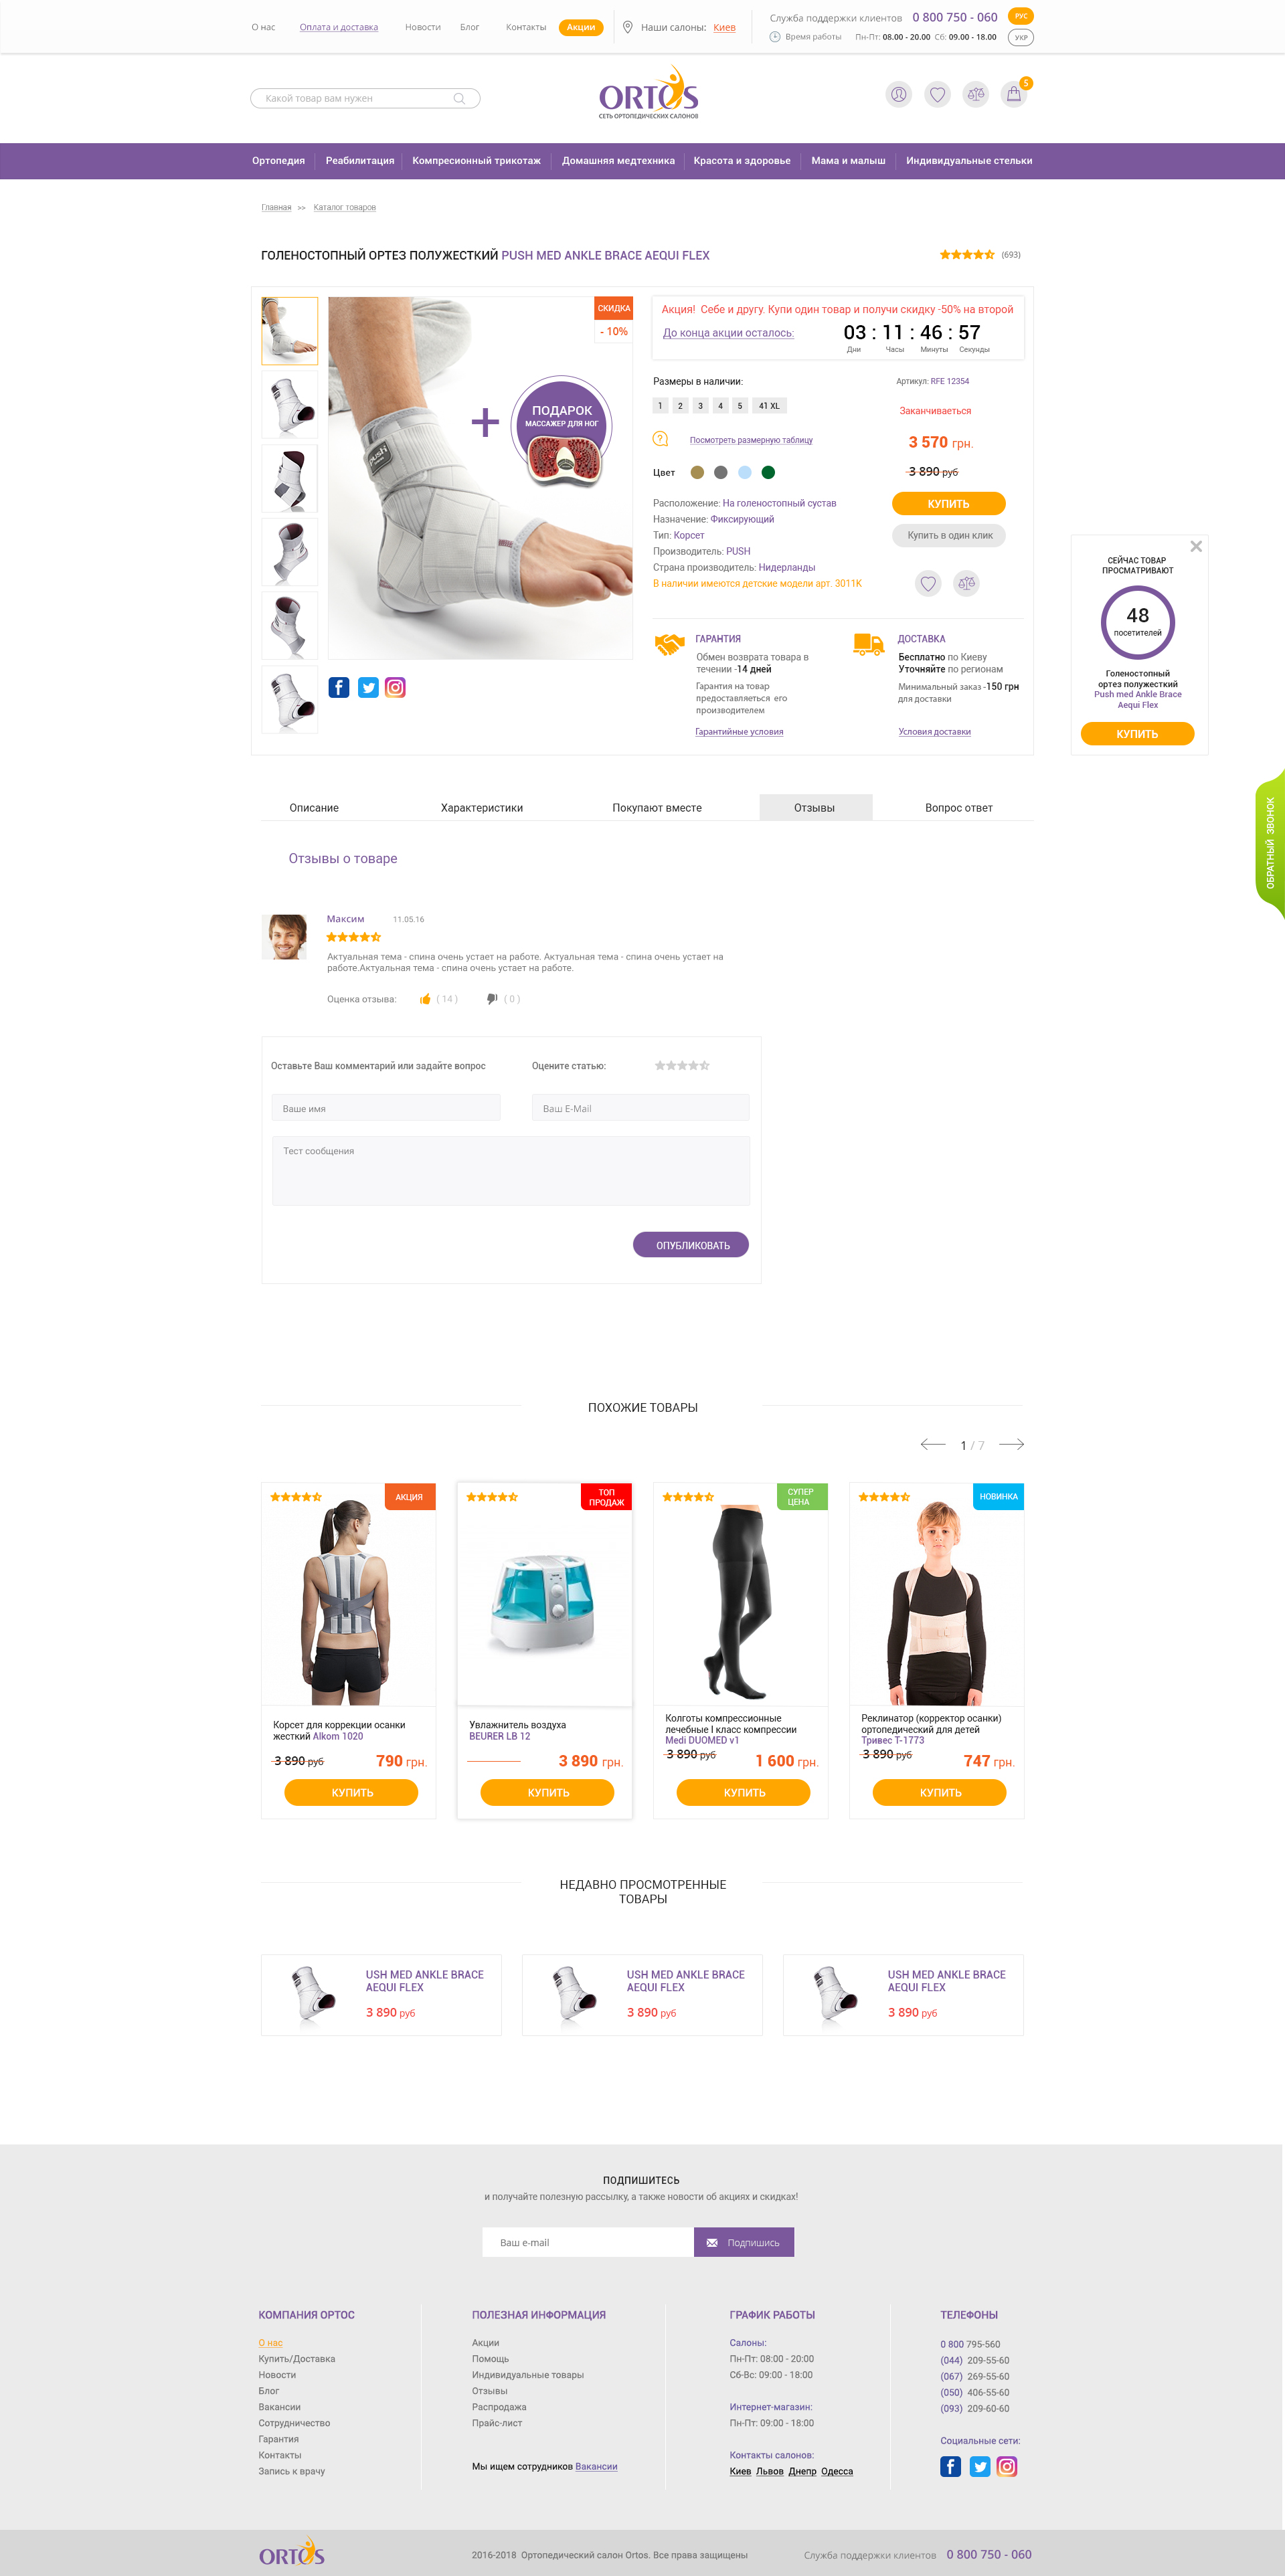 О нас Оплата и доставка Новости Блог Контакты Акции Наши салоны: Киев
Служба поддержки клиентов 0 800 750 - 060 РУС
Время работы Пн-Пт: 08.00 - 20.00 Сб: 09.00 - 18.00 УКР
Какой товар вам нужен
ORTOS
СЕТЬ ОРТОПЕДИЧЕСКИХ САЛОНОВ
5
Ортопедия Реабилитация Компресионный трикотаж Домашняя медтехника Красота и здоровье Мама и малыш Индивидуальные стельки
Главная >> Каталог товаров
ГОЛЕНОСТОПНЫЙ ОРТЕЗ ПОЛУЖЕСТКИЙ PUSH MED ANKLE BRACE AEQUI FLEX
(693)
СКИДКА
- 10%
+
ПОДАРОК
МАССАЖЕР ДЛЯ НОГ
push
Акция! Себе и другу. Купи один товар и получи скидку -50% на второй
До конца акции осталось: 03 : 11 : 46 : 57
Дни Часы Минуты Секунды
Размеры в наличии:
Артикул: RFE 12354
1 2 3 4 5 41 XL
Заканчиваеться
? Посмотреть размерную таблицу
3 570 грн.
Цвет
3 890 руб
КУПИТЬ
Купить в один клик
Расположение: На голеностопный сустав
Назначение: Фиксирующий
Тип: Корсет
Производитель: PUSH
Страна производитель: Нидерланды
В наличии имеются детские модели арт. 3011К
ГАРАНТИЯ
Обмен возврата товара в
течении -14 дней
Гарантия на товар
предоставляеться его
производителем
Гарантийные условия
ДОСТАВКА
Бесплатно по Киеву
Уточняйте по регионам
Минимальный заказ -150 грн
для доставки
Условия доставки
СЕЙЧАС ТОВАР
ПРОСМАТРИВАЮТ
48
посетителей
Голеностопный
ортез полужесткий
Push med Ankle Brace
Aequi Flex
КУПИТЬ
ОБРАТНЫЙ ЗВОНОК
Описание Характеристики Покупают вместе Отзывы Вопрос ответ
Отзывы о товаре
Максим 11.05.16
Актуальная тема - спина очень устает на работе. Актуальная тема - спина очень устает на
работе.Актуальная тема - спина очень устает на работе.
Оценка отзыва: ( 14 ) ( 0 )
Оставьте Ваш комментарий или задайте вопрос Оцените статью:
Ваше имя Ваш E-Mail
Тест сообщения
ОПУБЛИКОВАТЬ
ПОХОЖИЕ ТОВАРЫ
1 / 7
АКЦИЯ
Корсет для коррекции осанки
жесткий Alkom 1020
3 890 руб 790 грн.
КУПИТЬ
ТОП
ПРОДАЖ
Увлажнитель воздуха
BEURER LB 12
3 890 грн.
КУПИТЬ
СУПЕР
ЦЕНА
Колготы компрессионные
лечебные I класс компрессии
Medi DUOMED v1
3 890 руб 1 600 грн.
КУПИТЬ
НОВИНКА
Реклинатор (корректор осанки)
ортопедический для детей
Тривес Т-1773
3 890 руб 747 грн.
КУПИТЬ
НЕДАВНО ПРОСМОТРЕННЫЕ
ТОВАРЫ
USH MED ANKLE BRACE
AEQUI FLEX
3 890 руб
USH MED ANKLE BRACE
AEQUI FLEX
3 890 руб
USH MED ANKLE BRACE
AEQUI FLEX
3 890 руб
ПОДПИШИТЕСЬ
и получайте полезную рассылку, а также новости об акциях и скидках!
Ваш e-mail Подпишись
КОМПАНИЯ ОРТОС
О нас
Купить/Доставка
Новости
Блог
Вакансии
Сотрудничество
Гарантия
Контакты
Запись к врачу
ПОЛЕЗНАЯ ИНФОРМАЦИЯ
Акции
Помощь
Индивидуальные товары
Отзывы
Распродажа
Прайс-лист
Мы ищем сотрудников Вакансии
ГРАФИК РАБОТЫ
Салоны:
Пн-Пт: 08:00 - 20:00
Сб-Вс: 09:00 - 18:00
Интернет-магазин:
Пн-Пт: 09:00 - 18:00
Контакты салонов:
Киев Львов Днепр Одесса
ТЕЛЕФОНЫ
0 800 795-560
(044) 209-55-60
(067) 269-55-60
(050) 406-55-60
(093) 209-60-60
Социальные сети:
ORTOS
2016-2018 Ортопедический салон Ortos. Все права защищены
Служба поддержки клиентов 0 800 750 - 060